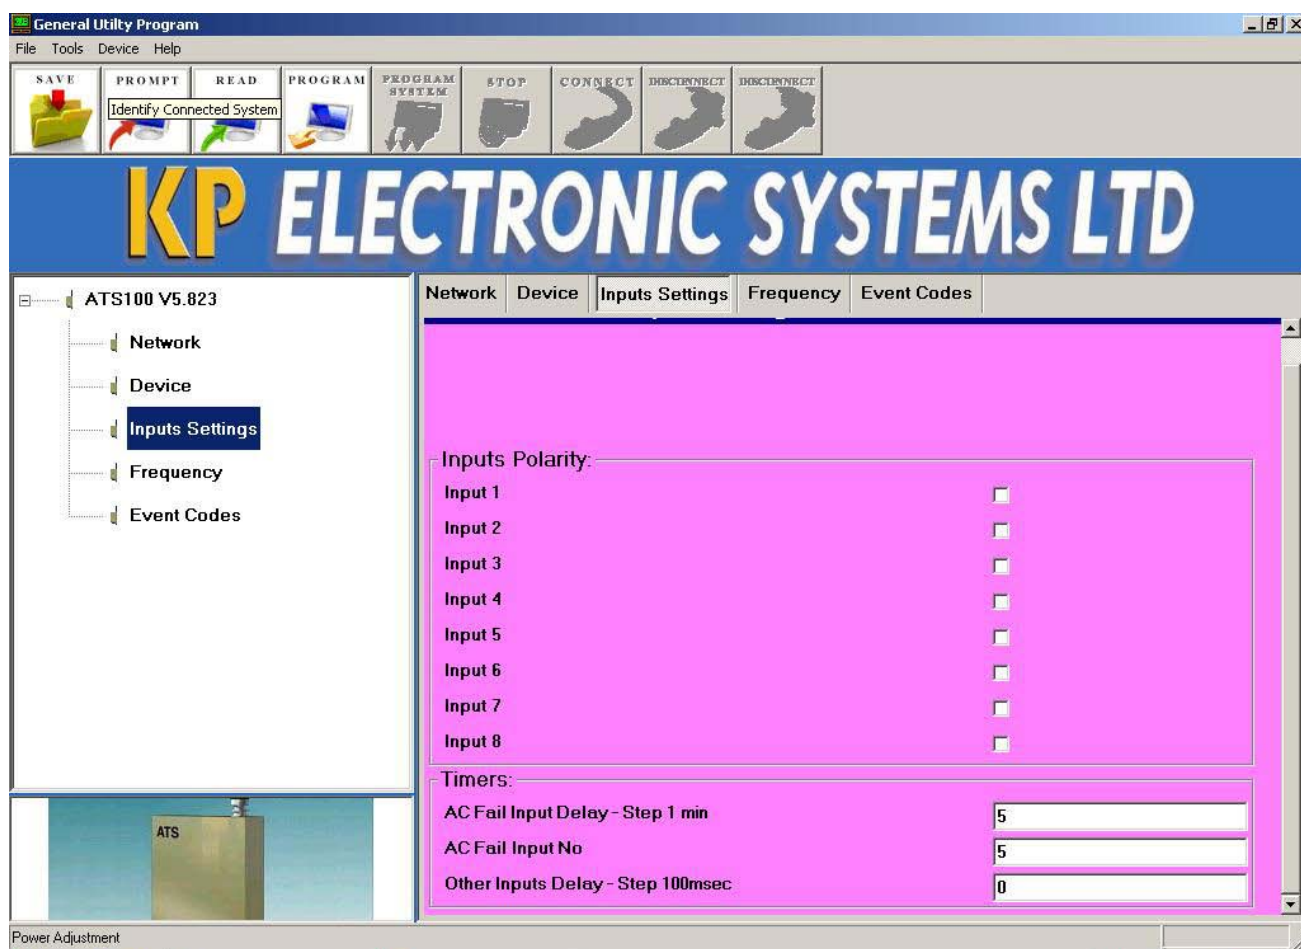 General Utilty Program
File Tools Device Help
SAVE PROMPT READ PROGRAM PROGRAM SYSTEM STOP CONNECT
Identify Connected System
KP ELECTRONIC SYSTEMS LTD
ATS100 V5.823
Network
Device
Inputs Settings
Frequency
Event Codes
Network Device Inputs Settings Frequency Event Codes
Inputs Polarity:
Input 1
Input 2
Input 3
Input 4
Input 5
Input 6
Input 7
Input 8
Timers:
AC Fail Input Delay - Step 1 min 5
AC Fail Input No 5
Other Inputs Delay - Step 100msec 0
ATS
Power Adjustment